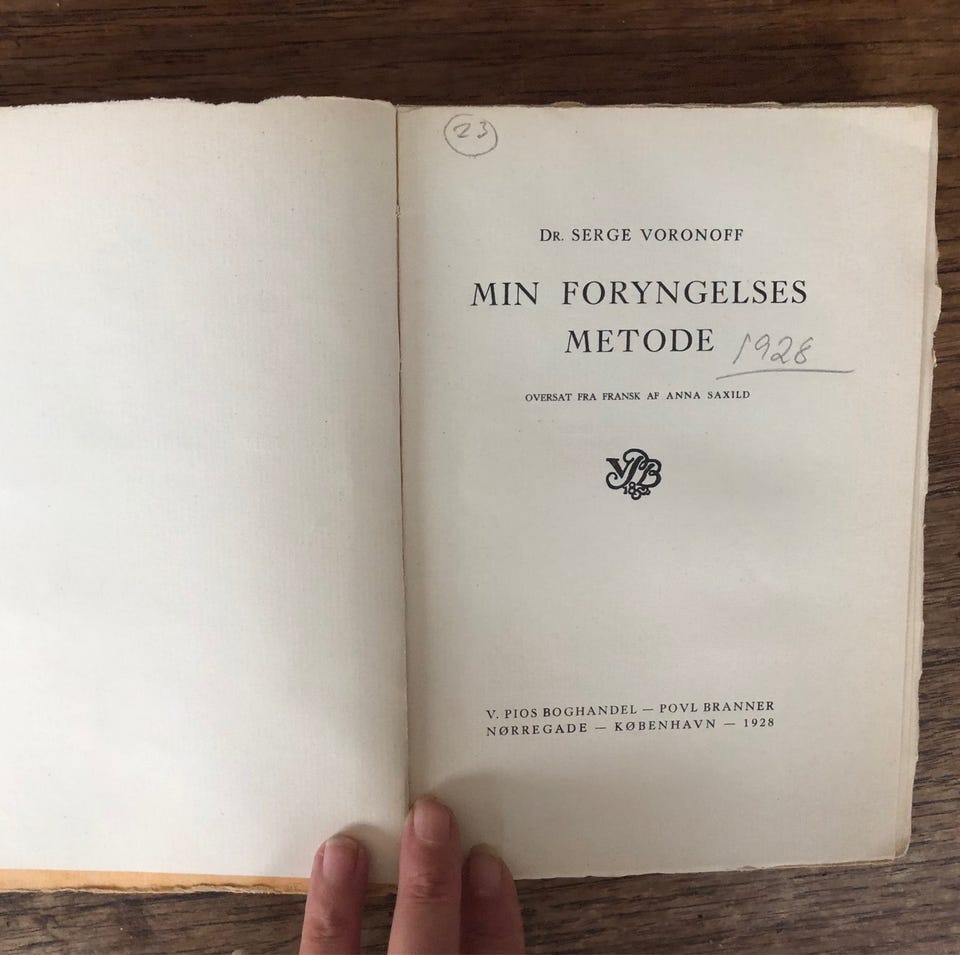 23
DR. SERGE VORONOFF
MIN FORYNGELSES
METODE 1928
OVERSAT FRA FRANSK AF ANNA SAXILD
VPB
V. PIOS BOGHANDEL — POVL BRANNER
NØRREGADE — KØBENHAVN — 1928